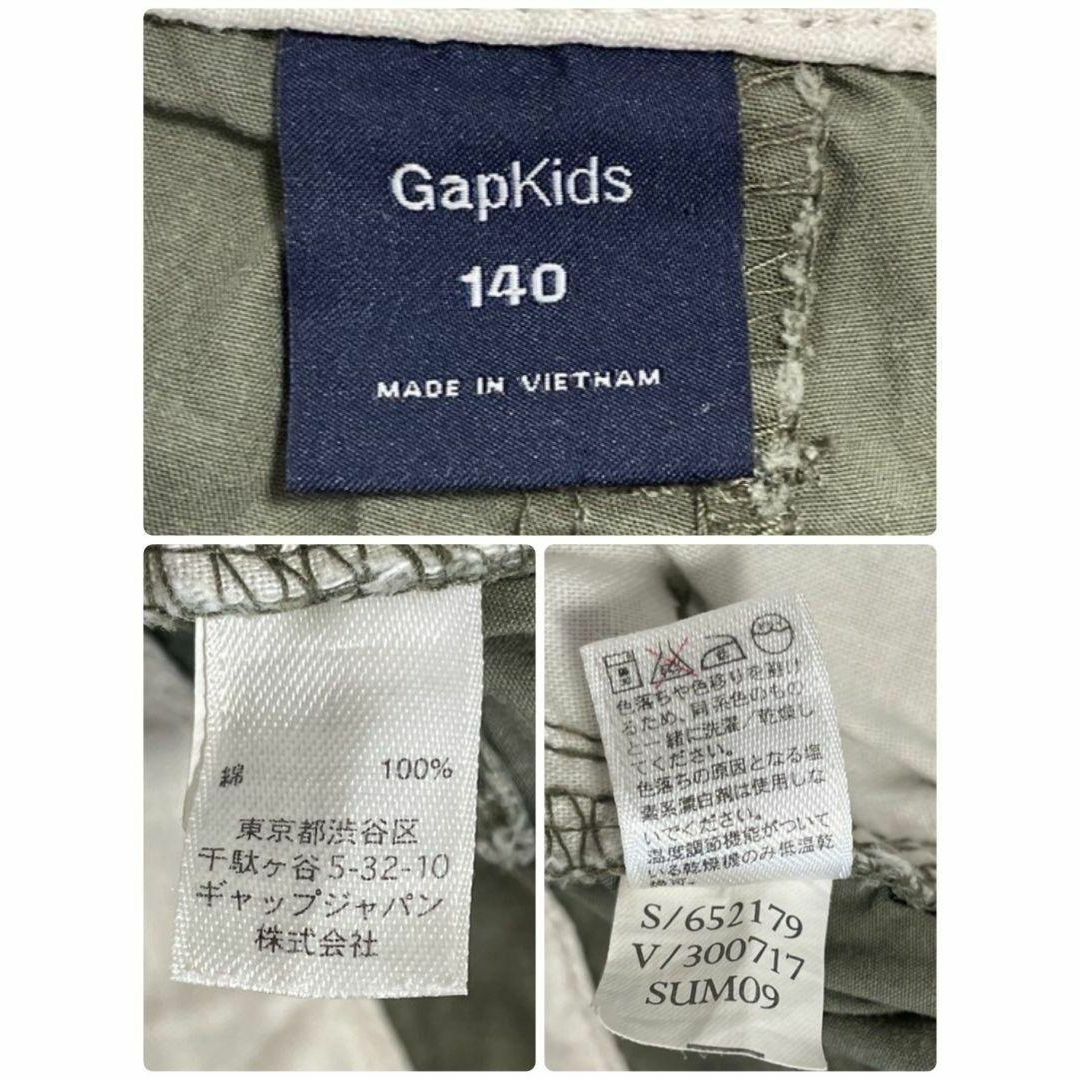 GapKids
140
MADE IN VIETNAM
綿 100%
東京都渋谷区
千駄ヶ谷5-32-10
ギャップジャパン
株式会社
色落ちや色移りを避け
るため、同系色のもの
と一緒に洗濯/乾燥し
てください。
色落ちの原因となる塩
素系漂白剤は使用しな
いでください。
温度調節機能がついて
いる乾燥機のみ低温乾
S/652179
V/300717
SUM09